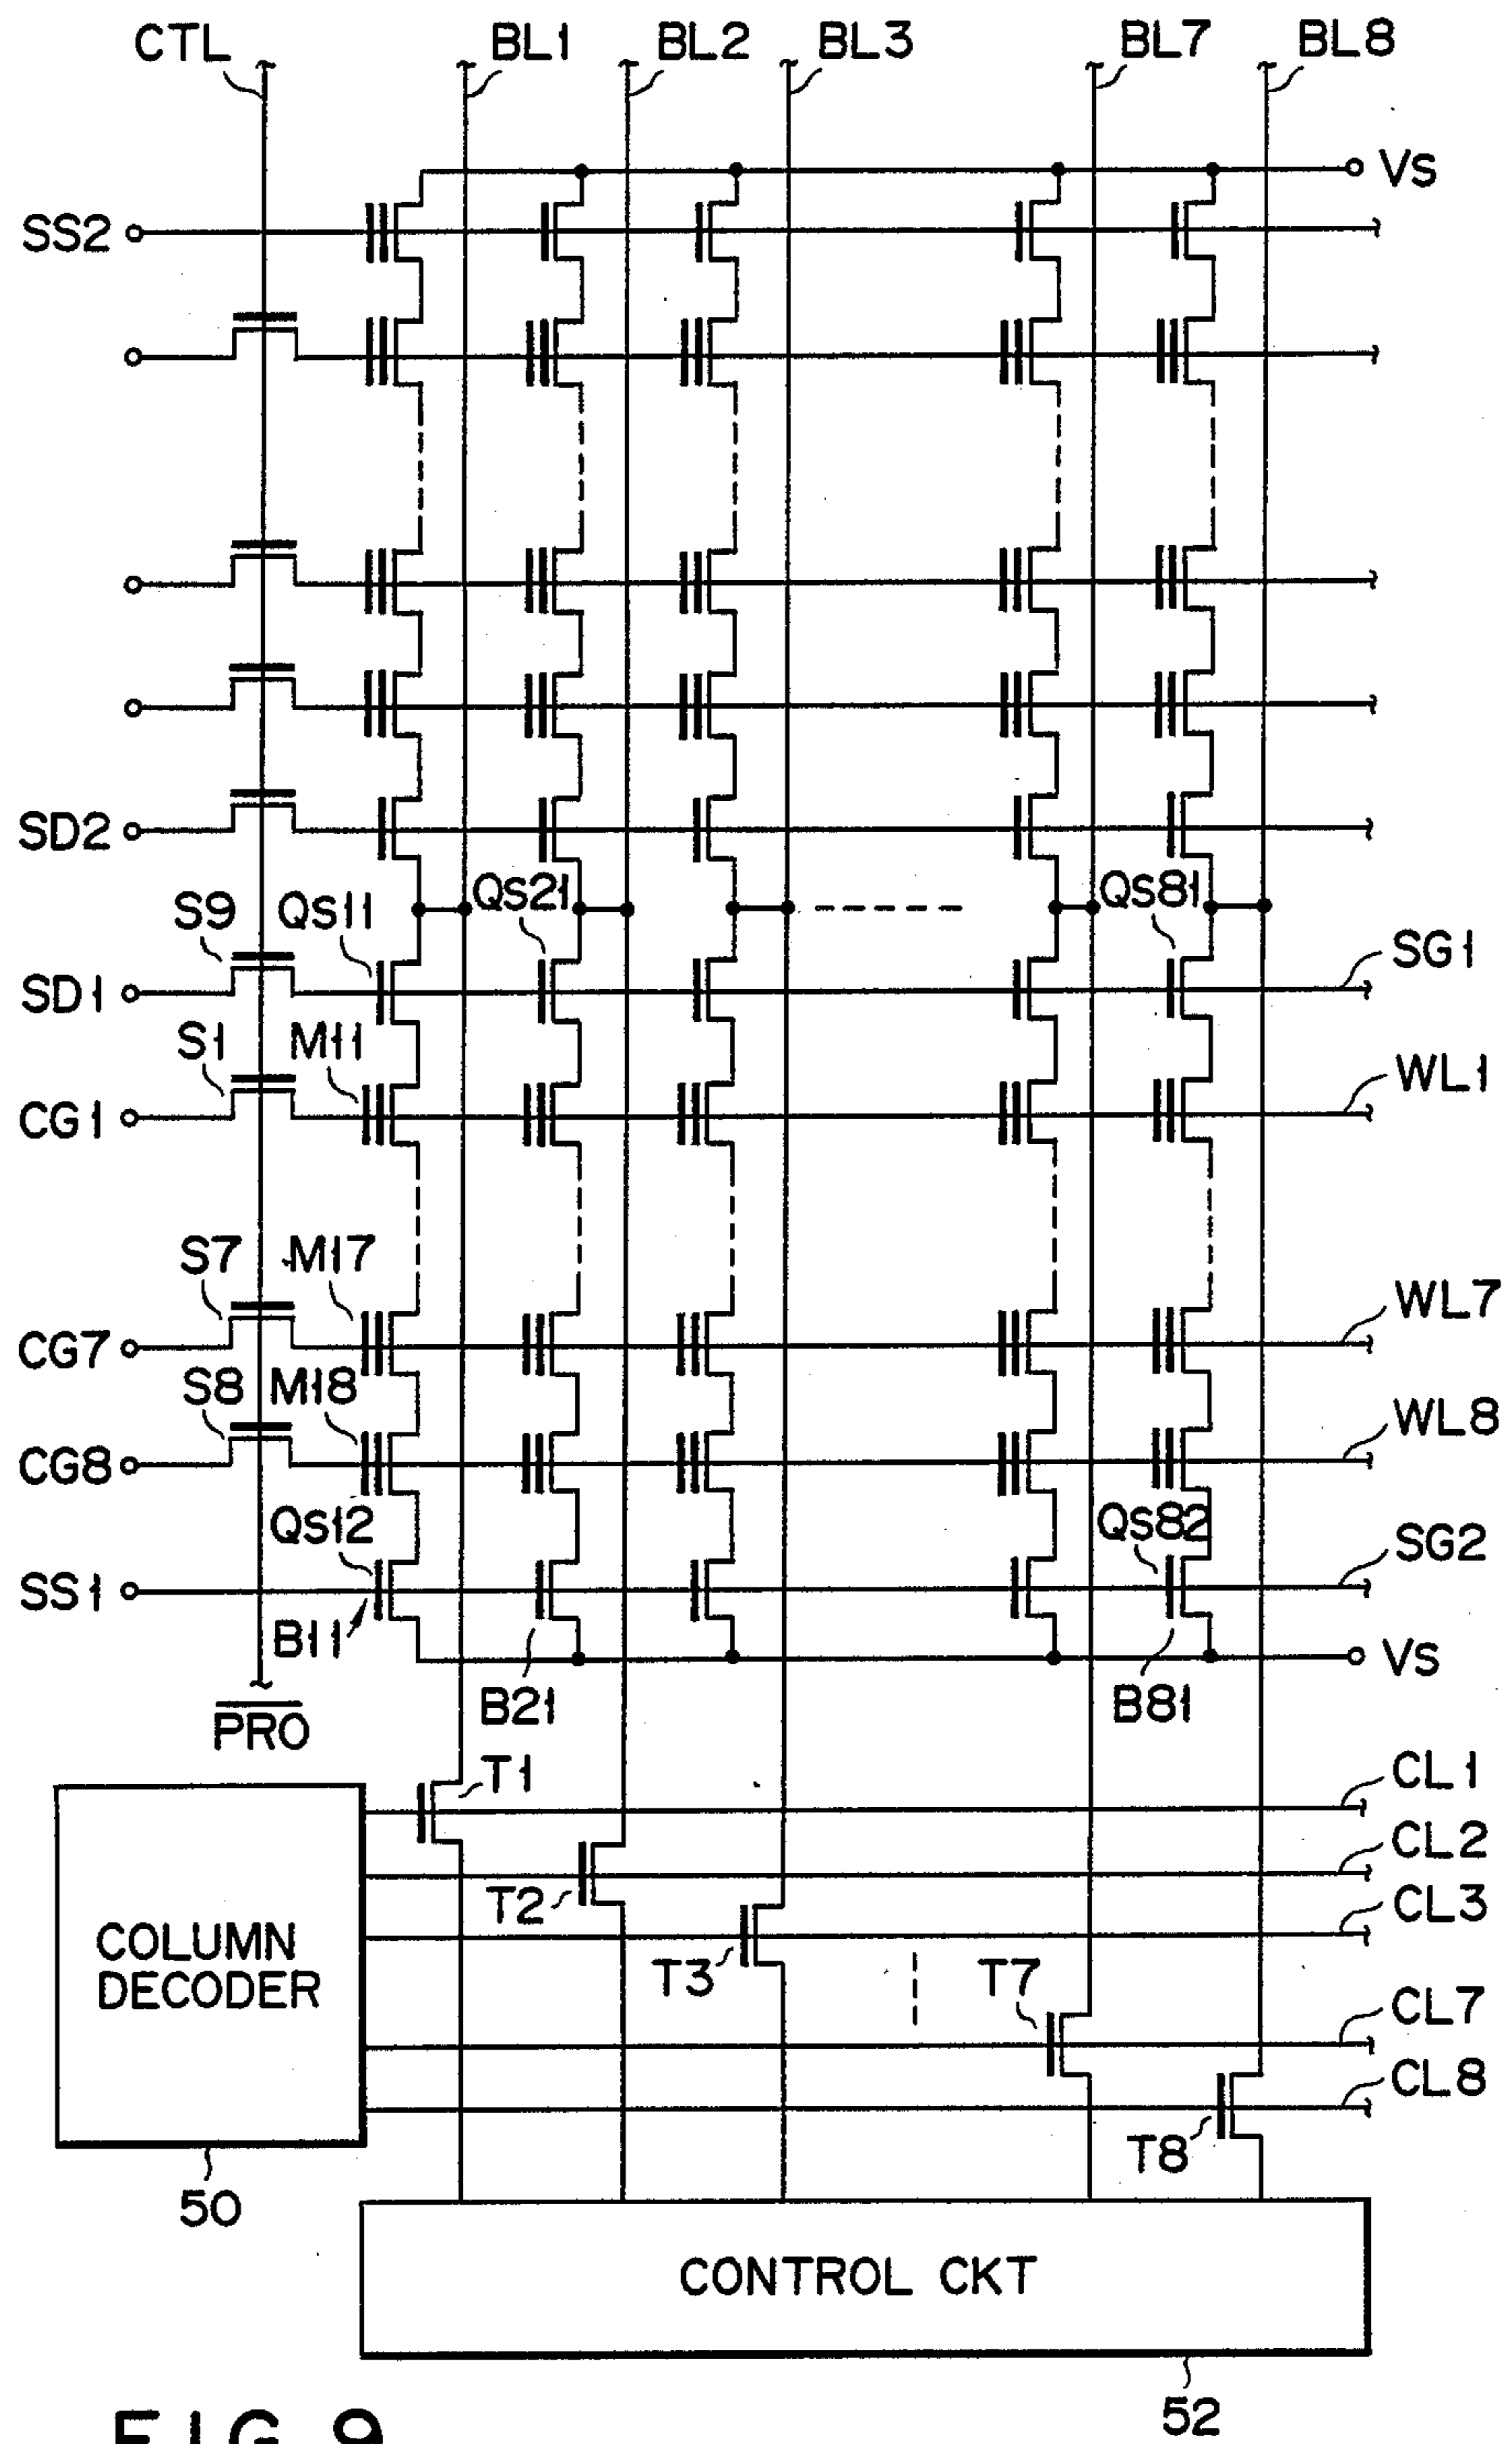 CTL BL1 BL2 BL3 BL7 BL8
Vs
SS2
SD2
Qs21 Qs81
S9 Qs11
SG1
SD1
S1 M11
WL1
CG1
S7 M17
WL7
CG7
S8 M18
WL8
CG8
Qs12 Qs82
SG2
SS1
B11
Vs
B21 B81
PRO
T1 CL1
CL2
T2 CL3
COLUMN
DECODER
T3 T7
CL7
CL8
T8
50
CONTROL CKT
52
FIG. 9